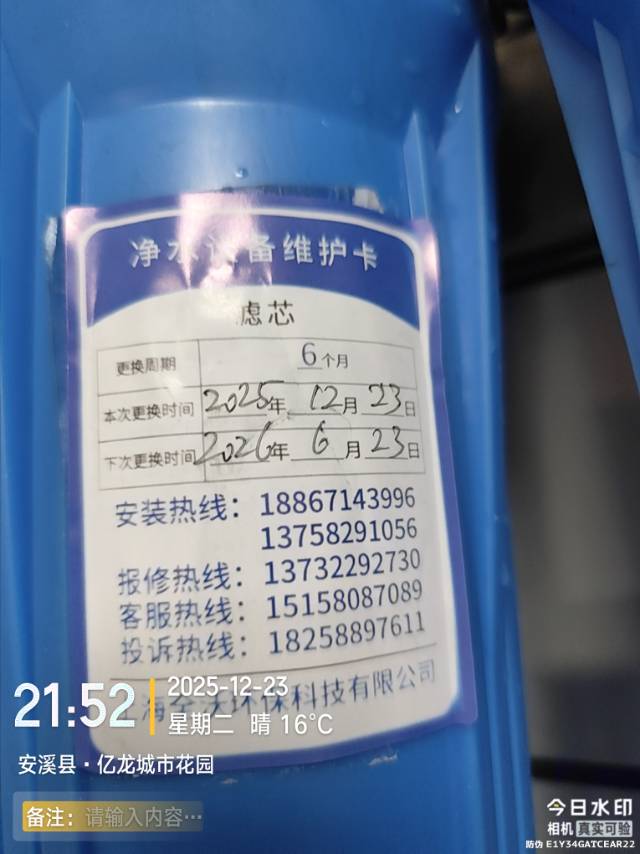 净水设备维护卡
滤芯
更换周期 6个月
本次更换时间 2025年 12月 23日
下次更换时间 2026年 6月 23日
安装热线：18867143996
13758291056
报修热线：13732292730
客服热线：15158087089
投诉热线：18258897611
环保科技有限公司
21:52
2025-12-23
星期二 晴 16℃
安溪县·亿龙城市花园
备注：请输入内容…
今日水印
相机 真实可验
防伪 E1Y34GATCEAR22